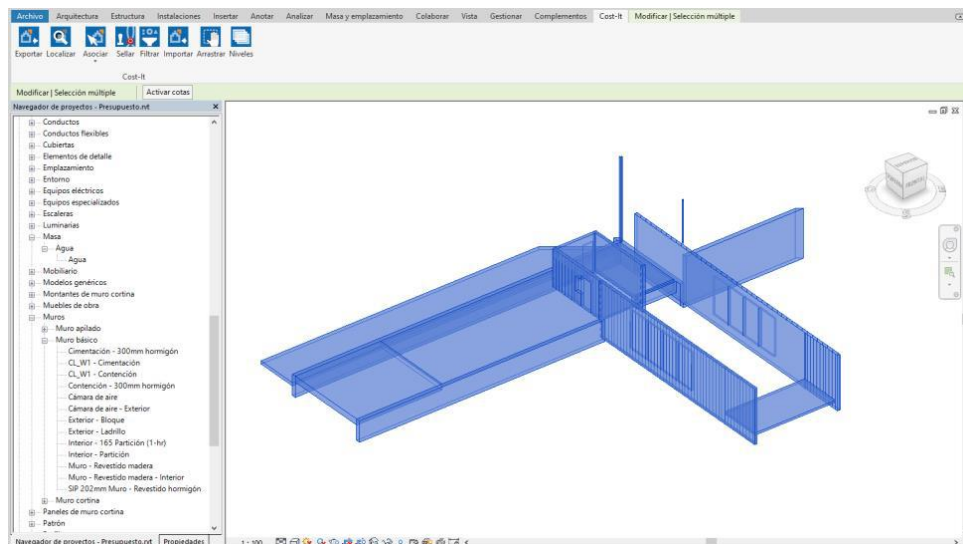 Archivo Arquitectura Estructura Instalaciones Insertar Anotar Analizar Masa y emplazamiento Colaborar Vista Gestionar Complementos Cost-It Modificar | Selección múltiple
Exportar Localizar Asociar Sellar Filtrar Importar Arrastrar Niveles
Cost-It
Modificar | Selección múltiple Activar cotas
Navegador de proyectos - Presupuesto.rvt
Conductos
Conductos flexibles
Cubiertas
Elementos de detalle
Emplazamiento
Entorno
Equipos eléctricos
Equipos especializados
Escaleras
Luminarias
Masa
Agua
Agua
Mobiliario
Modelos genéricos
Montantes de muro cortina
Muebles de obra
Muros
Muro apilado
Muro básico
Cimentación - 300mm hormigón
CL_W1 - Cimentación
CL_W1 - Contención
Contención - 300mm hormigón
Cámara de aire
Cámara de aire - Exterior
Exterior - Bloque
Exterior - Ladrillo
Interior - 165 Partición (1-hr)
Interior - Partición
Muro - Revestido madera
Muro - Revestido madera - Interior
SIP 202mm Muro - Revestido hormigón
Muro cortina
Paneles de muro cortina
Patrón
Navegador de proyectos - Presupuesto.rvt Propiedades
1 : 100